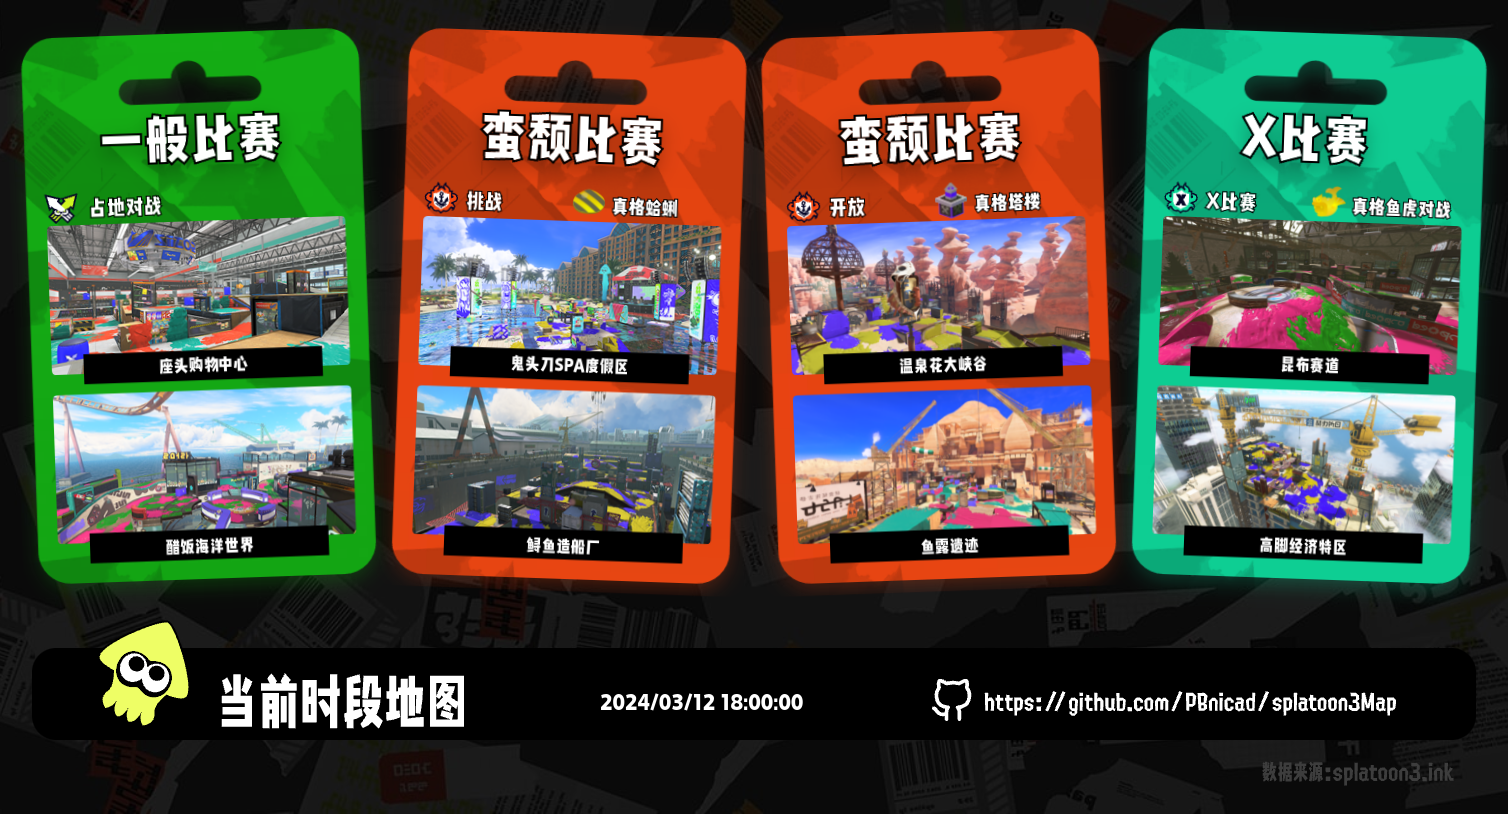 一般比赛
占地对战
座头购物中心
醋饭海洋世界
蛮颓比赛
挑战
真格蛤蜊
鬼头刀SPA度假区
鲟鱼造船厂
蛮颓比赛
开放
真格塔楼
温泉花大峡谷
鱼露遗迹
X比赛
X比赛
真格鱼虎对战
昆布赛道
高脚经济特区
当前时段地图
2024/03/12 18:00:00
https://github.com/PBnicad/splatoon3Map
数据来源:splatoon3.ink